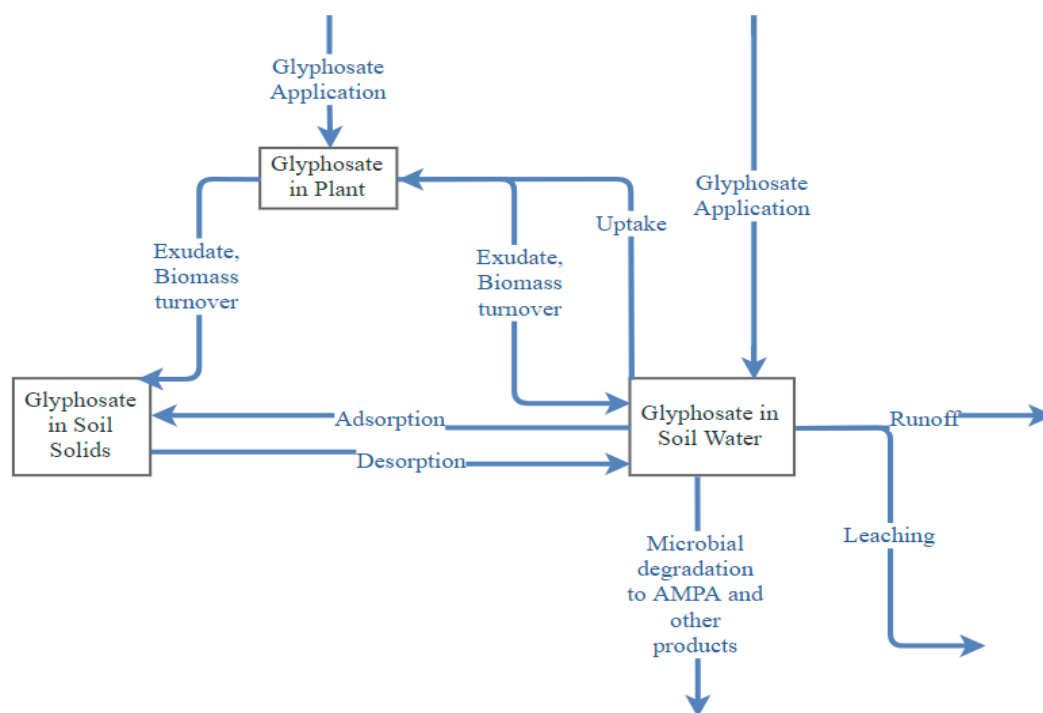 Glyphosate
Application
Glyphosate
in Plant
Glyphosate
Application
Uptake
Exudate,
Biomass
turnover
Exudate,
Biomass
turnover
Glyphosate
in Soil
Solids
Adsorption
Desorption
Glyphosate in
Soil Water
Runoff
Leaching
Microbial
degradation
to AMPA and
other
products